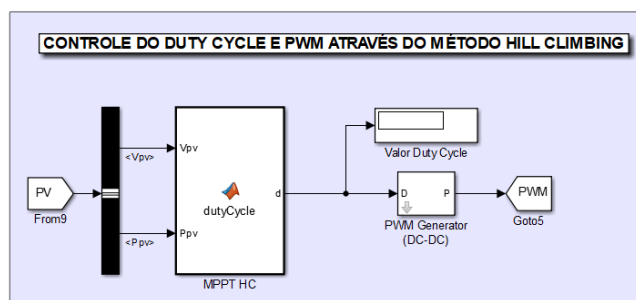 CONTROLE DO DUTY CYCLE E PWM ATRAVÉS DO MÉTODO HILL CLIMBING
PV
From9
<Vpv>
<Ppv>
Vpv
Ppv
dutyCycle
d
MPPT HC
Valor Duty Cycle
D
P
PWM Generator
(DC-DC)
PWM
Goto5